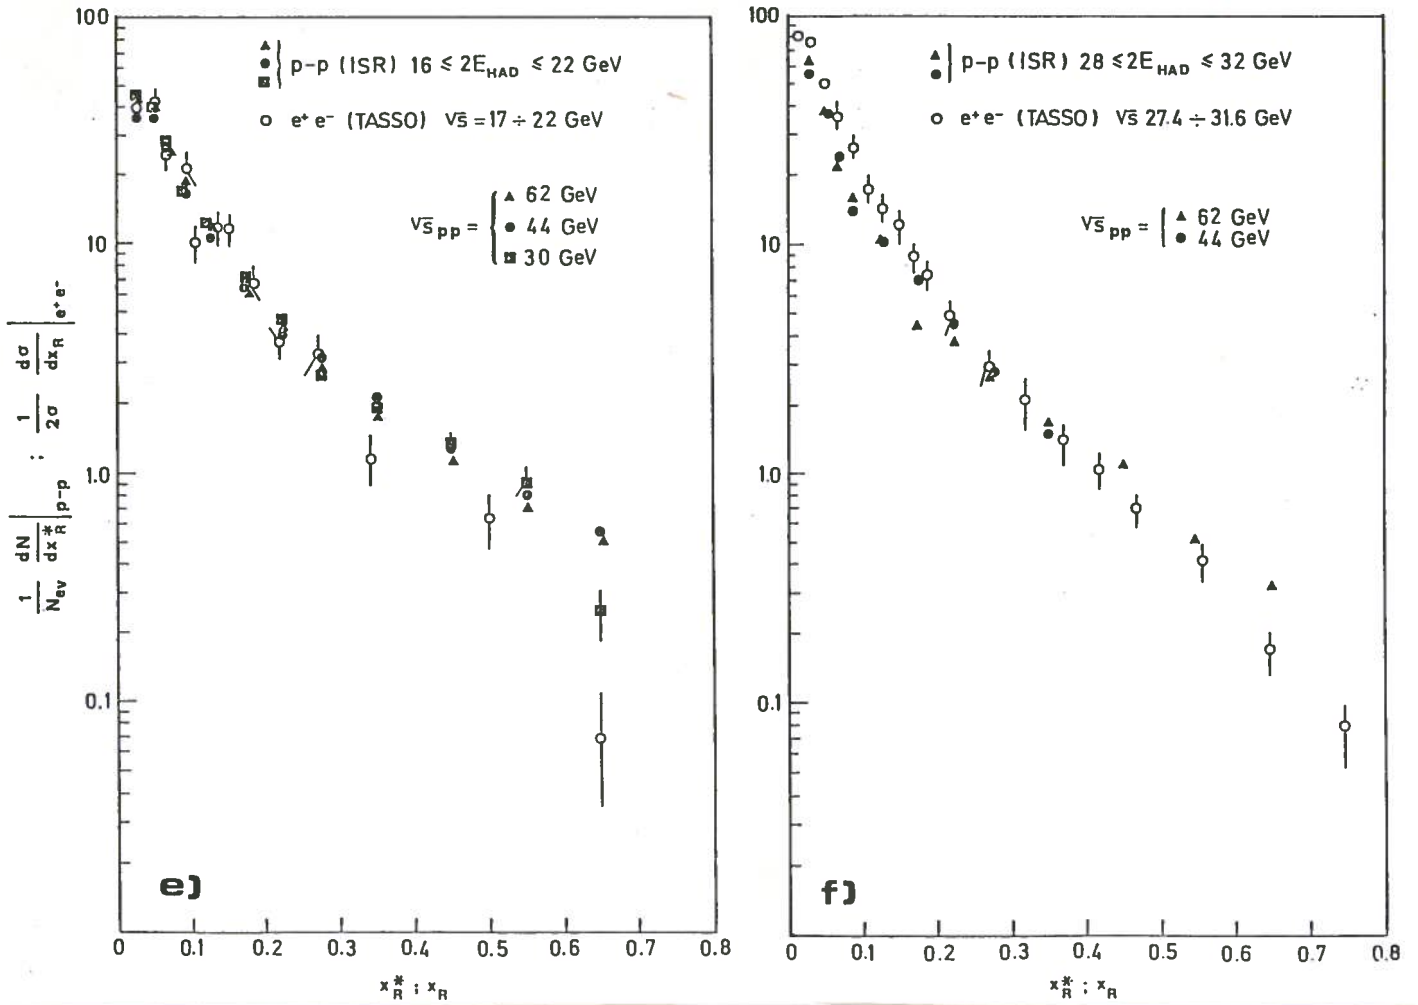 100
10
1.0
0.1
▲
● p-p (ISR) 16 ≤ 2E_HAD ≤ 22 GeV
o e⁺e⁻ (TASSO) √s = 17 ÷ 22 GeV
▲ 62 GeV
√s pp = ● 44 GeV
30 GeV
1/N_ev dN/dx*_R |p-p ; 1/2σ dσ/dx_R |e⁺e⁻
e)
0 0.1 0.2 0.3 0.4 0.5 0.6 0.7 0.8
x*_R ; x_R
100
10
1.0
0.1
p-p (ISR) 28 ≤ 2E_HAD ≤ 32 GeV
o e⁺e⁻ (TASSO) √s 27.4 ÷ 31.6 GeV
▲ 62 GeV
√s pp =
● 44 GeV
f)
0 0.1 0.2 0.3 0.4 0.5 0.6 0.7 0.8
x*_R ; x_R